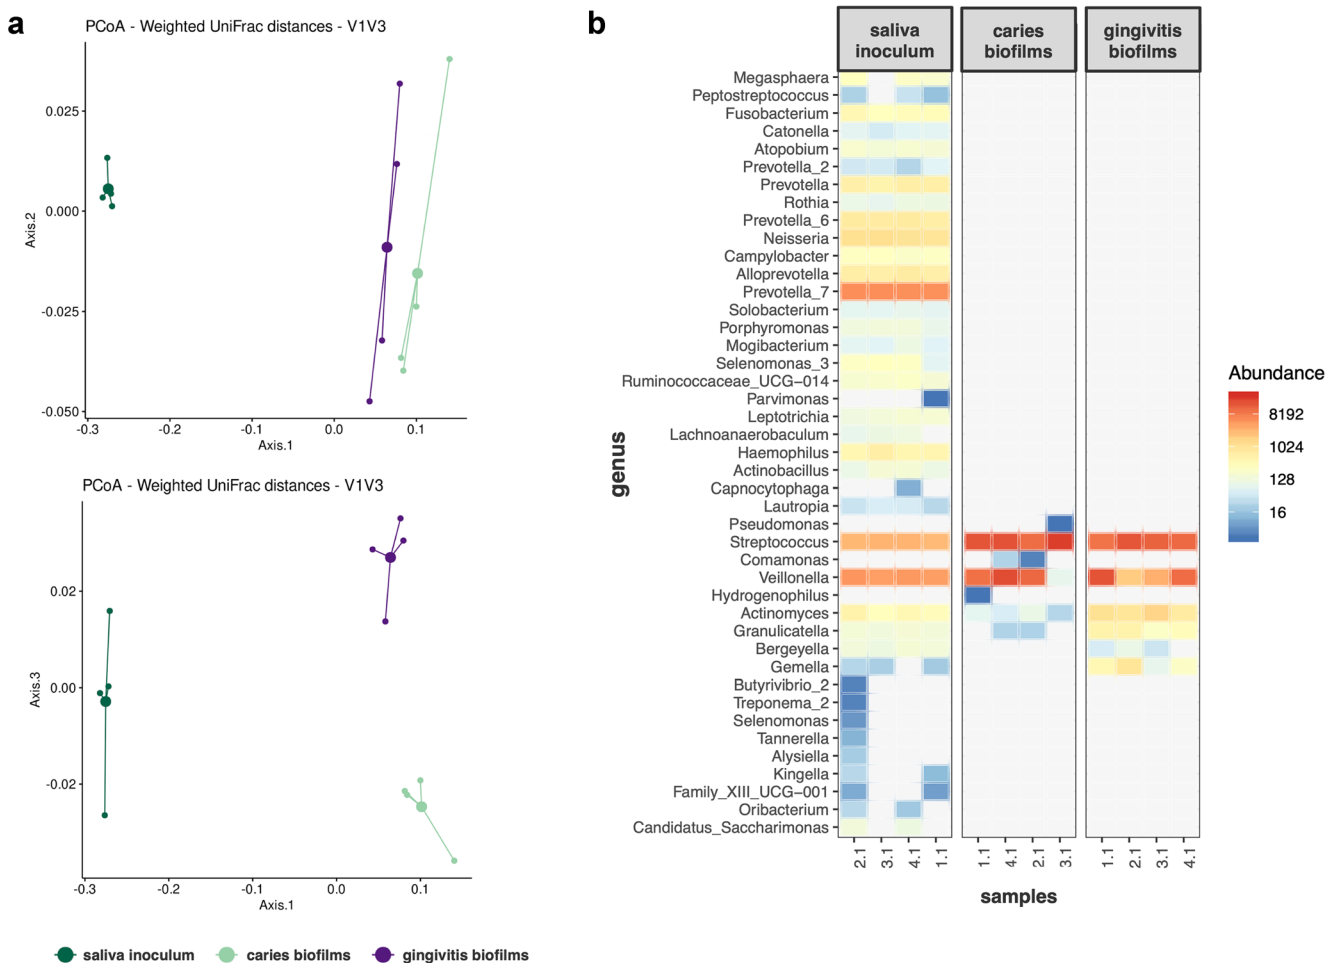 a
PCoA - Weighted UniFrac distances - V1V3
0.025
0.000
-0.025
-0.050
Axis.2
-0.3
-0.2
-0.1
0.0
0.1
Axis.1
PCoA - Weighted UniFrac distances - V1V3
0.02
0.00
-0.02
Axis.3
-0.3
-0.2
-0.1
0.0
0.1
Axis.1
saliva inoculum
caries biofilms
gingivitis biofilms
b
saliva
inoculum
caries
biofilms
gingivitis
biofilms
Megasphaera
Peptostreptococcus
Fusobacterium
Catonella
Atopobium
Prevotella_2
Prevotella
Rothia
Prevotella_6
Neisseria
Campylobacter
Alloprevotella
Prevotella_7
Solobacterium
Porphyromonas
Mogibacterium
Selenomonas_3
Ruminococcaceae_UCG−014
Parvimonas
Leptotrichia
Lachnoanaerobaculum
Haemophilus
Actinobacillus
Capnocytophaga
Lautropia
Pseudomonas
Streptococcus
Comamonas
Veillonella
Hydrogenophilus
Actinomyces
Granulicatella
Bergeyella
Gemella
Butyrivibrio_2
Treponema_2
Selenomonas
Tannerella
Alysiella
Kingella
Family_XIII_UCG−001
Oribacterium
Candidatus_Saccharimonas
genus
2.1
3.1
4.1
1.1
1.1
4.1
2.1
3.1
1.1
2.1
3.1
4.1
samples
Abundance
8192
1024
128
16